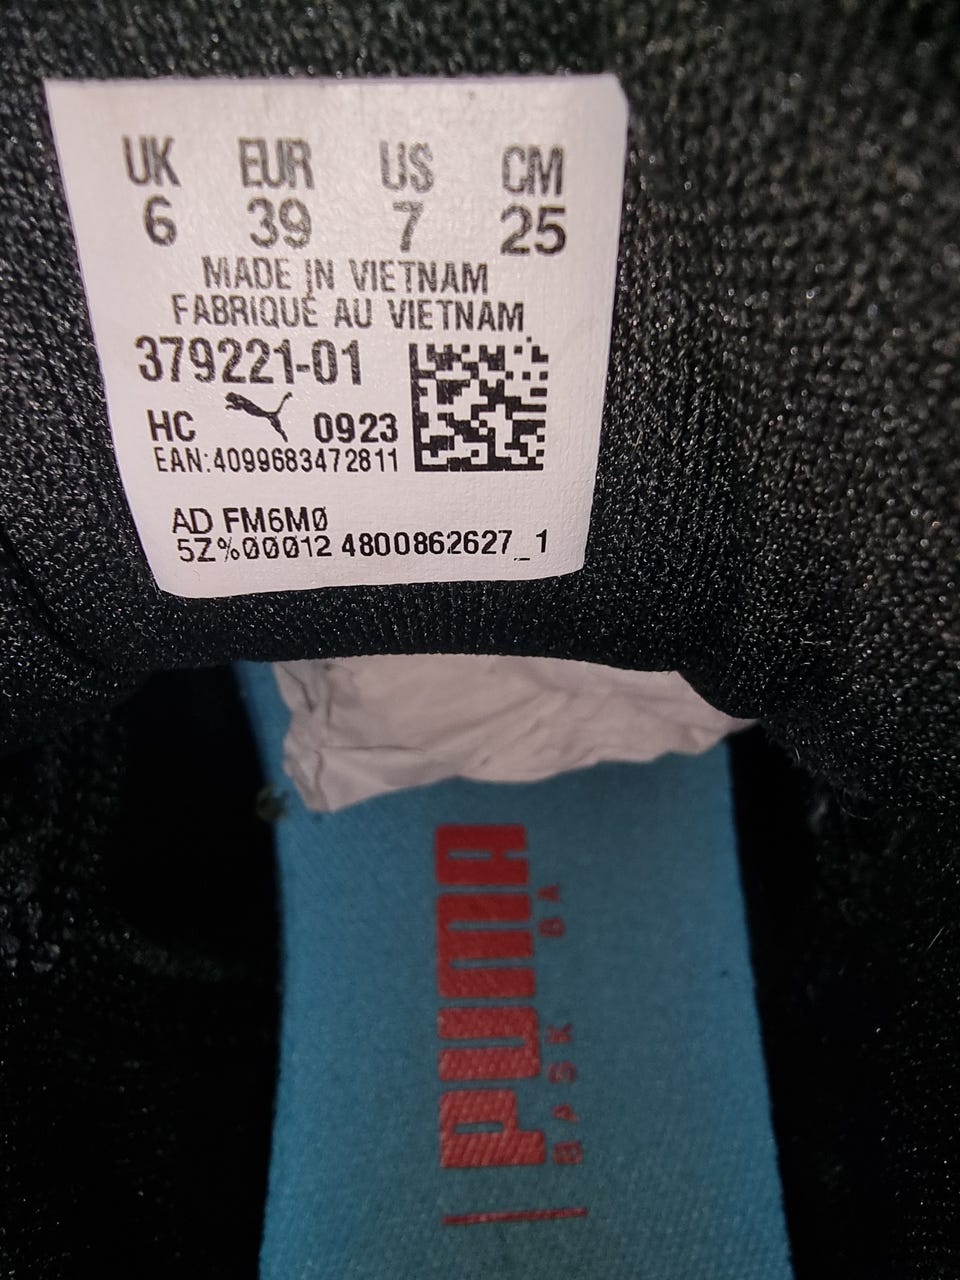 UK EUR US CM
6 39 7 25
MADE IN VIETNAM
FABRIQUÉ AU VIETNAM
379221-01
HC 0923
EAN:4099683472811
AD FM6M0
5Z%00012 4800862627_1
PUMA